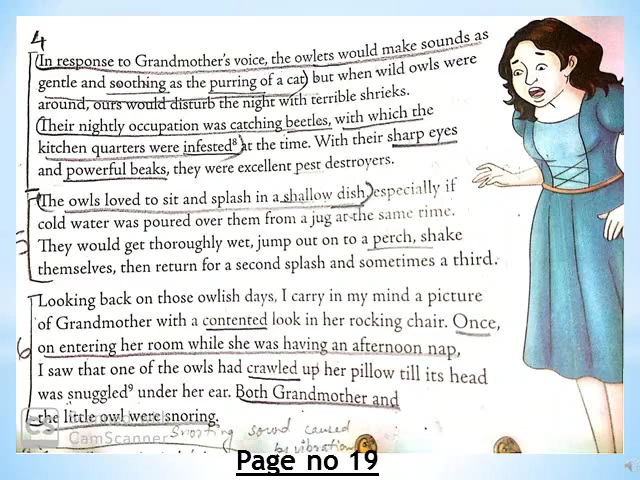 4
In response to Grandmother's voice, the owlets would make sounds as
gentle and soothing as the purring of a cat, but when wild owls were
around, ours would disturb the night with terrible shrieks.
Their nightly occupation was catching beetles, with which the
kitchen quarters were infested⁸ at the time. With their sharp eyes
and powerful beaks, they were excellent pest destroyers.
5
The owls loved to sit and splash in a shallow dish, especially if
cold water was poured over them from a jug at the same time.
They would get thoroughly wet, jump out on to a perch, shake
themselves, then return for a second splash and sometimes a third.
6
Looking back on those owlish days, I carry in my mind a picture
of Grandmother with a contented look in her rocking chair. Once,
on entering her room while she was having an afternoon nap,
I saw that one of the owls had crawled up her pillow till its head
was snuggled⁹ under her ear. Both Grandmother and
the little owl were snoring.
CS
CamScanner
snorting sound caused
by vibration
Page no 19